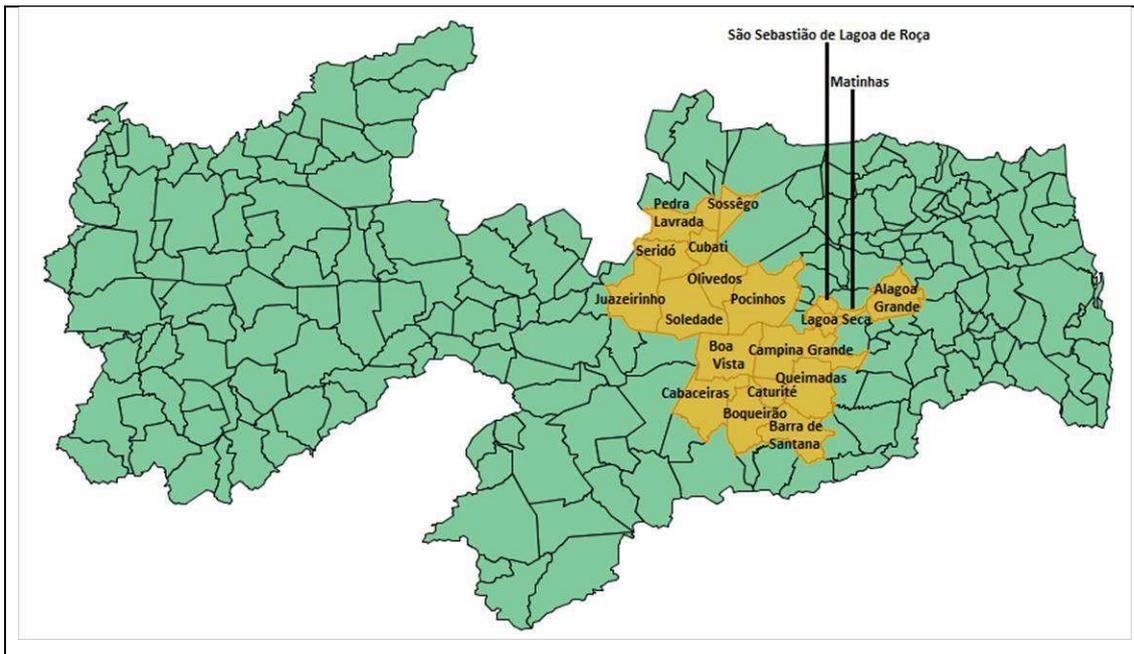 São Sebastião de Lagoa de Roça
Matinhas
Pedra
Lavrada
Sossêgo
Seridó
Cubati
Olivedos
Juazeirinho
Pocinhos
Soledade
Alagoa
Grande
Lagoa Seca
Boa
Vista
Campina Grande
Queimadas
Cabaceiras
Caturité
Boqueirão
Barra de
Santana